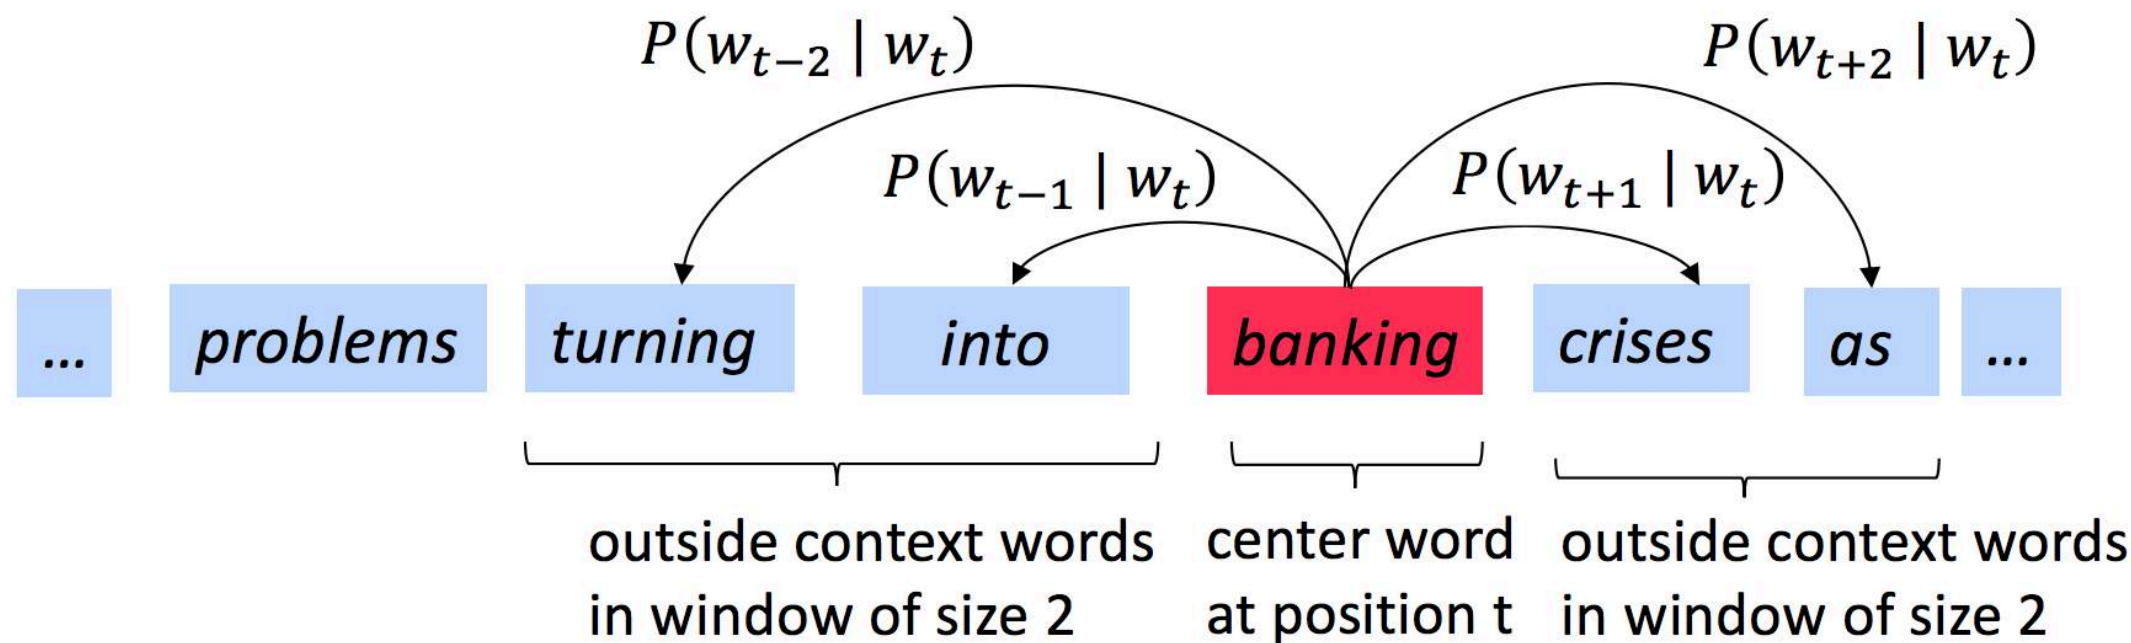 P(w_{t−2} | w_t)
P(w_{t+2} | w_t)
P(w_{t−1} | w_t)
P(w_{t+1} | w_t)
... problems turning into banking crises as ...
outside context words
in window of size 2
center word
at position t
outside context words
in window of size 2